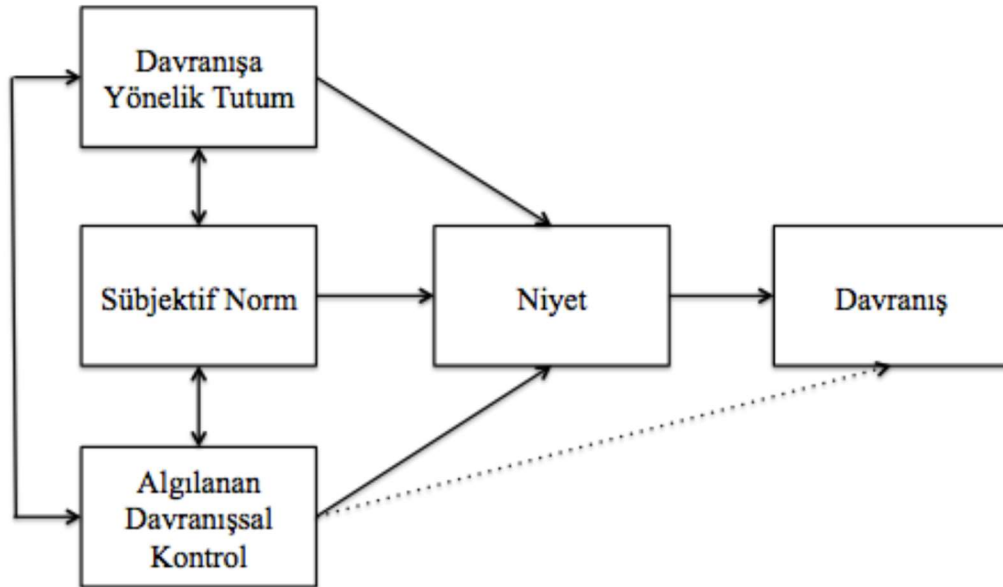 Davranışa
Yönelik Tutum
Sübjektif Norm
Niyet
Davranış
Algılanan
Davranışsal
Kontrol